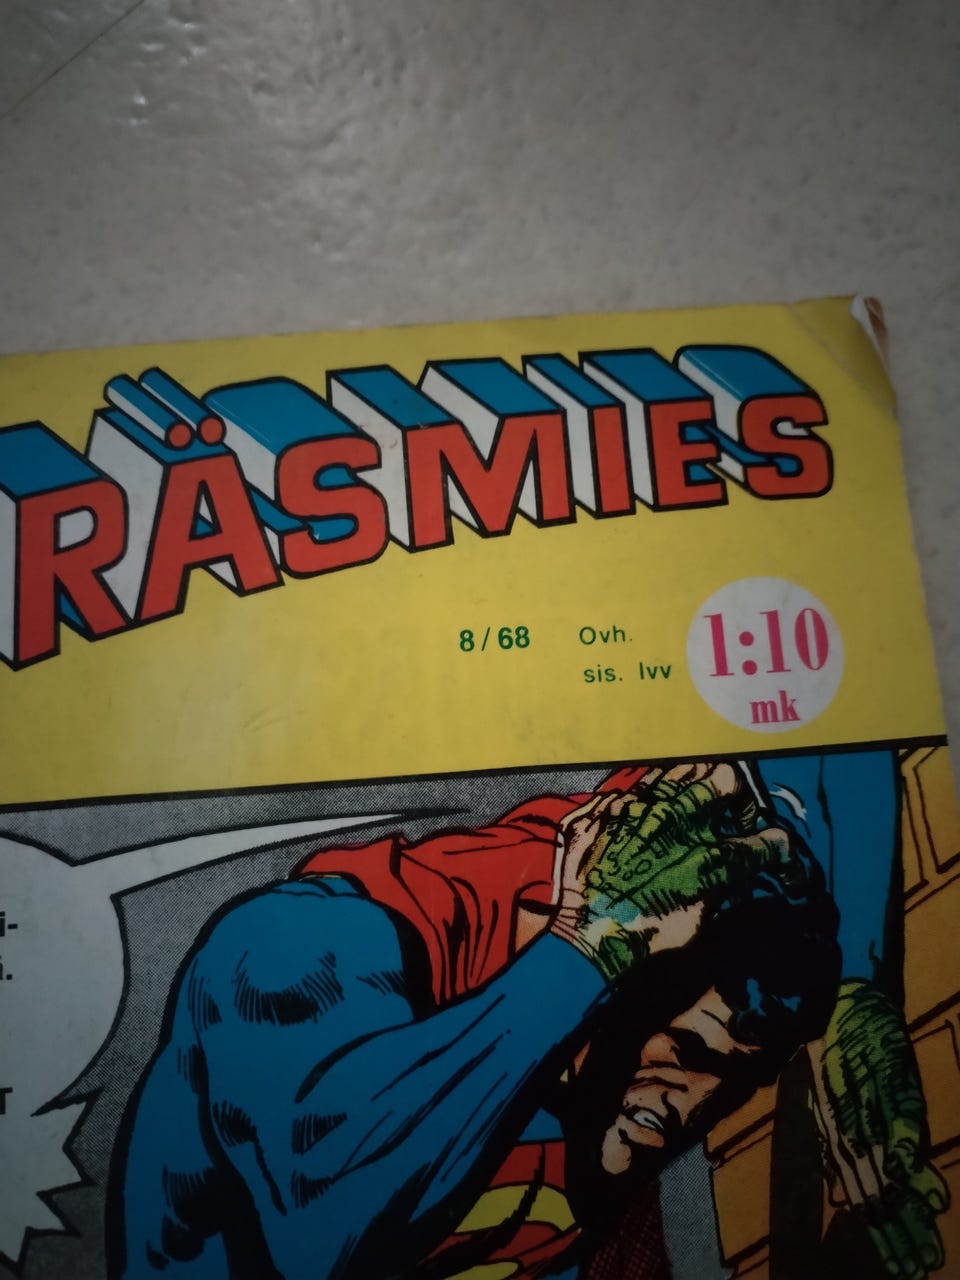 RÄSMIES
8/68 Ovh.
sis. lvv
1:10
mk
i-
.
T